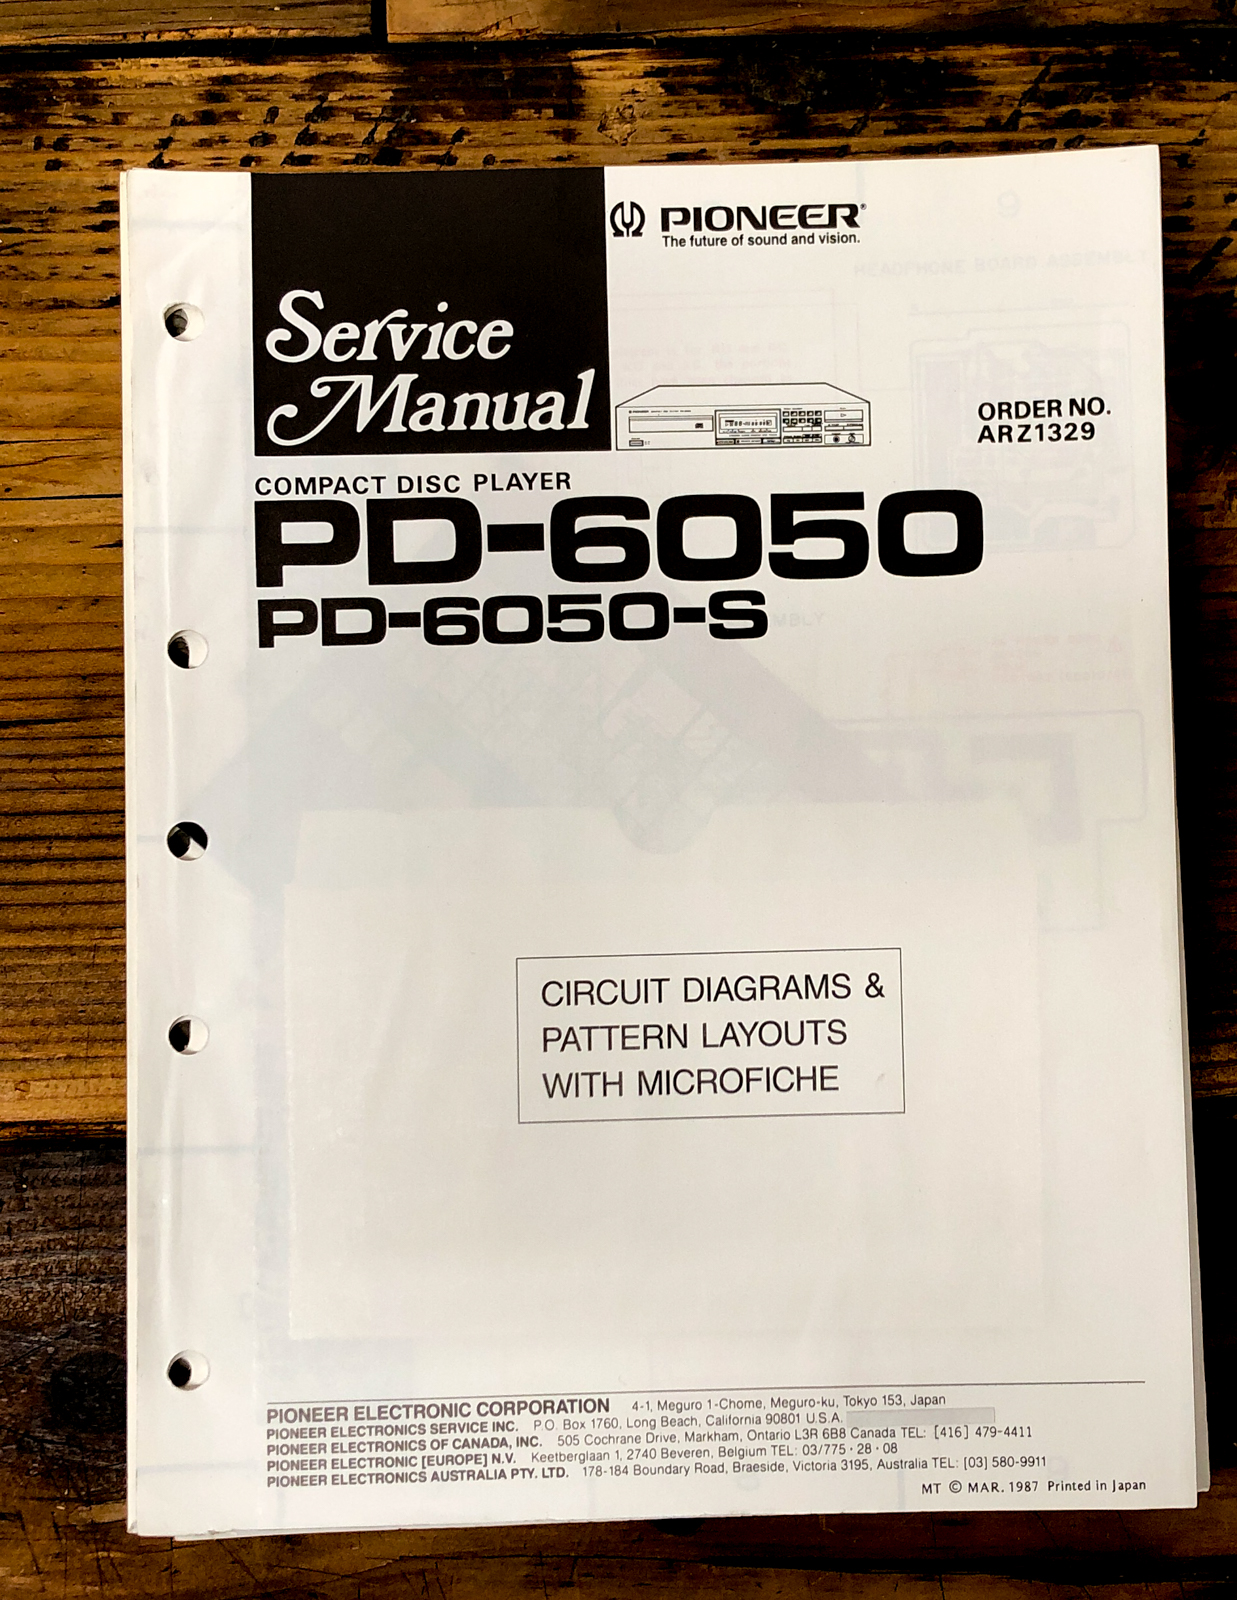 PIONEER®
The future of sound and vision.
Service
Manual
ORDER NO.
ARZ1329
COMPACT DISC PLAYER
PD-6050
PD-6050-S
CIRCUIT DIAGRAMS &
PATTERN LAYOUTS
WITH MICROFICHE
PIONEER ELECTRONIC CORPORATION 4-1, Meguro 1-Chome, Meguro-ku, Tokyo 153, Japan
PIONEER ELECTRONICS SERVICE INC. P.O. Box 1760, Long Beach, California 90801 U.S.A.
PIONEER ELECTRONICS OF CANADA, INC. 505 Cochrane Drive, Markham, Ontario L3R 6B8 Canada TEL: [416] 479-4411
PIONEER ELECTRONIC [EUROPE] N.V. Keetberglaan 1, 2740 Beveren, Belgium TEL: 03/775·28·08
PIONEER ELECTRONICS AUSTRALIA PTY. LTD. 178-184 Boundary Road, Braeside, Victoria 3195, Australia TEL: [03] 580-9911
MT © MAR. 1987 Printed in Japan